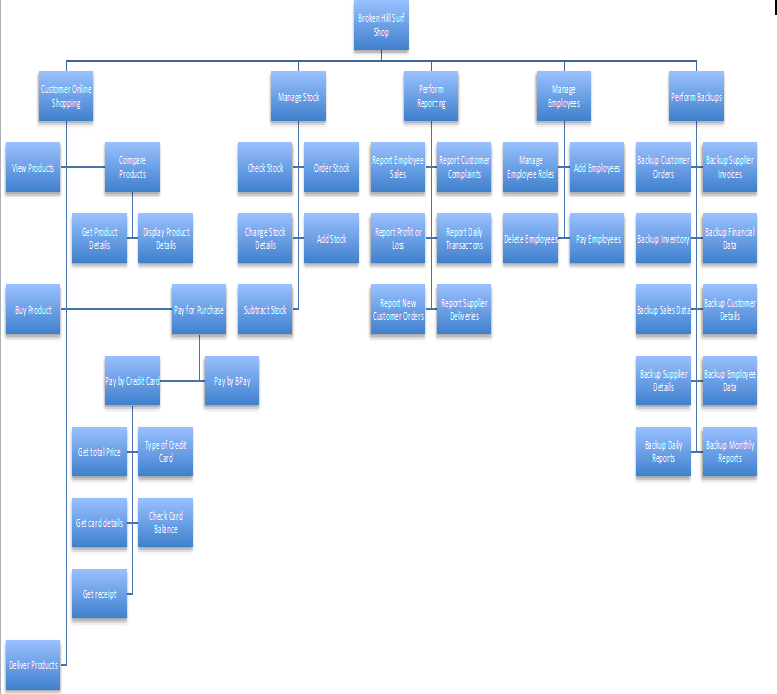 Broken Hill Surf
Shop
Customer Online
Shopping
Manage Stock
Perform
Reporting
Manage
Employees
Perform Backups
View Products
Compare
Products
Check Stock
Order Stock
Report Employee
Sales
Report Customer
Complaints
Manage
Employee Roles
Add Employees
Backup Customer
Orders
Backup Supplier
Invoices
Get Product
Details
Display Product
Details
Change Stock
Details
Add Stock
Report Profit or
Loss
Report Daily
Transactions
Delete Employees
Pay Employees
Backup Inventory
Backup Financial
Data
Buy Product
Pay for Purchase
Subtract Stock
Report New
Customer Orders
Report Supplier
Deliveries
Backup Sales Data
Backup Customer
Details
Pay by Credit Card
Pay by BPay
Backup Supplier
Details
Backup Employee
Data
Get total Price
Type of Credit
Card
Backup Daily
Reports
Backup Monthly
Reports
Get card details
Check Card
Balance
Get receipt
Deliver Products